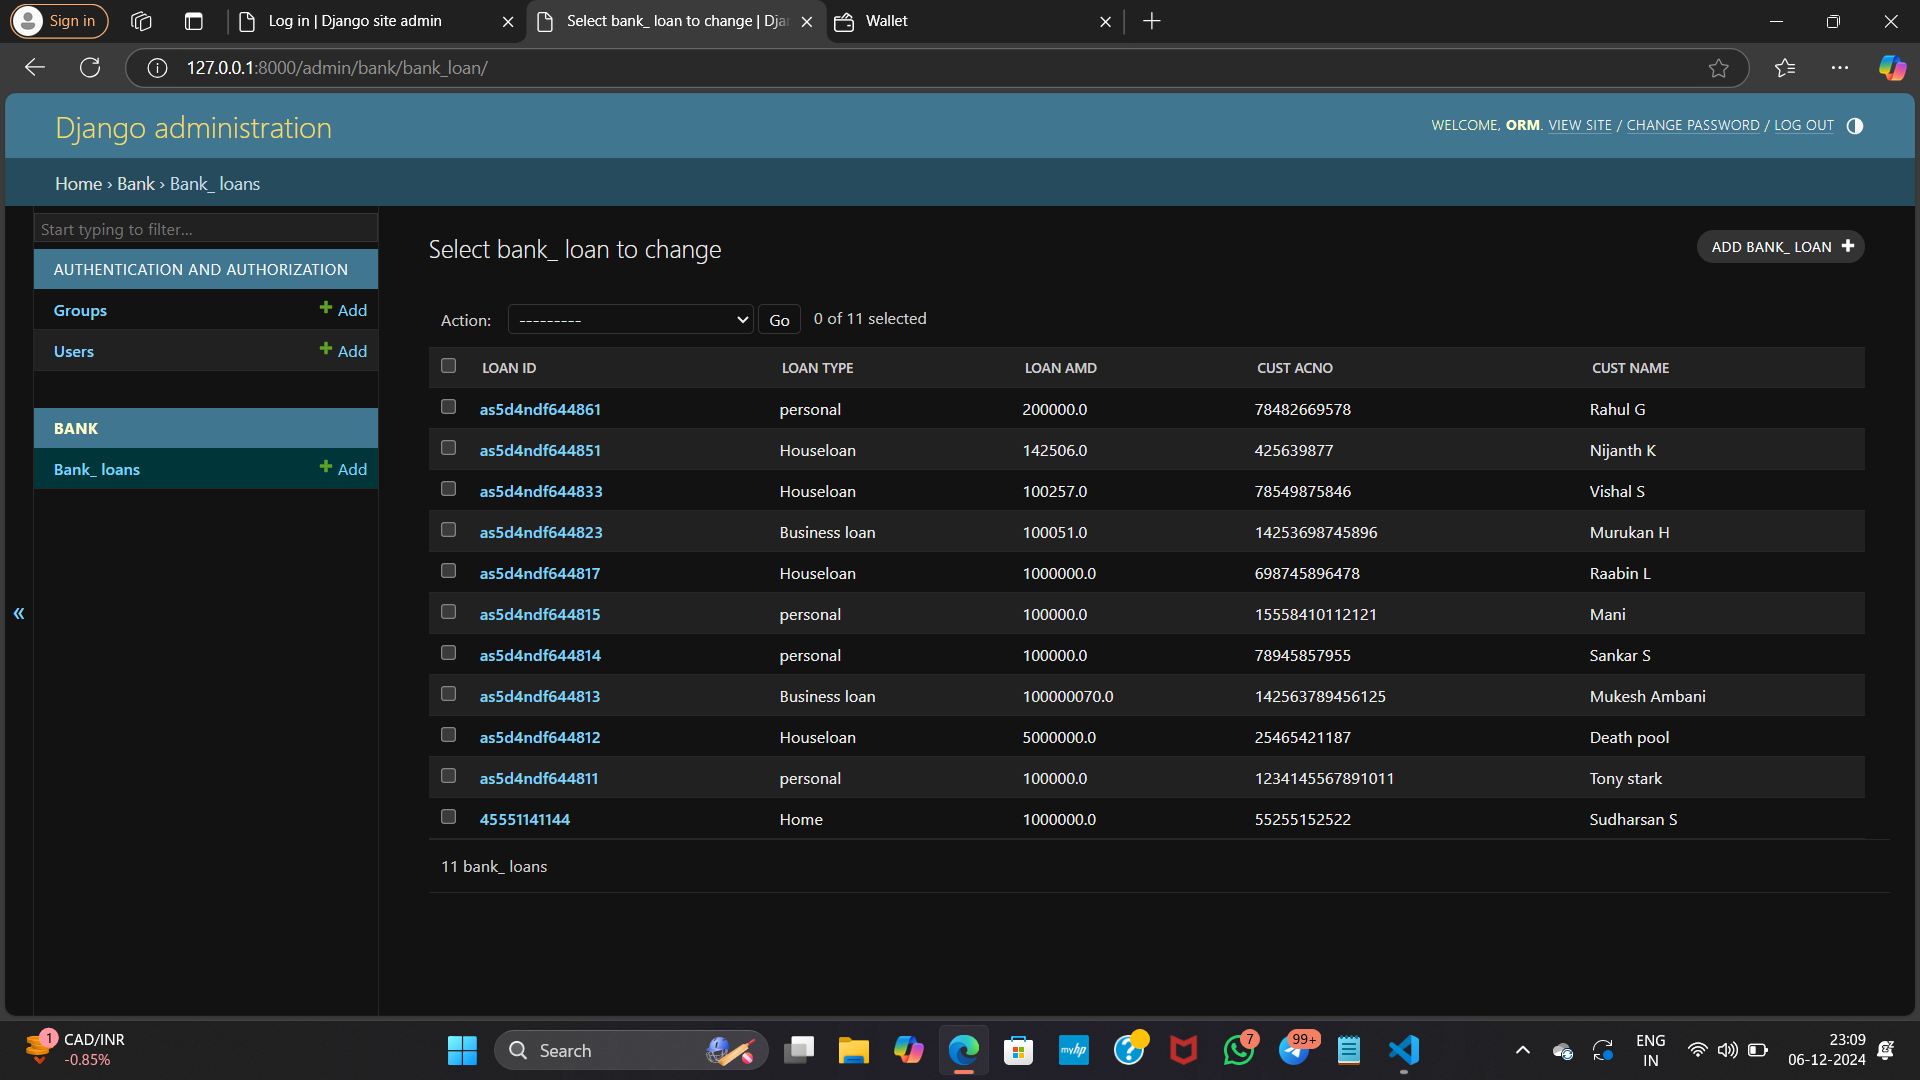 Sign in
Log in | Django site admin
Select bank_ loan to change | Dja
Wallet
127.0.0.1:8000/admin/bank/bank_loan/
Django administration
WELCOME, ORM. VIEW SITE / CHANGE PASSWORD / LOG OUT
Home › Bank › Bank_ loans
Start typing to filter...
AUTHENTICATION AND AUTHORIZATION
Groups Add
Users Add
BANK
Bank_ loans Add
«
Select bank_ loan to change
ADD BANK_ LOAN
Action: --------- Go 0 of 11 selected
LOAN ID LOAN TYPE LOAN AMD CUST ACNO CUST NAME
as5d4ndf644861 personal 200000.0 78482669578 Rahul G
as5d4ndf644851 Houseloan 142506.0 425639877 Nijanth K
as5d4ndf644833 Houseloan 100257.0 78549875846 Vishal S
as5d4ndf644823 Business loan 100051.0 14253698745896 Murukan H
as5d4ndf644817 Houseloan 1000000.0 698745896478 Raabin L
as5d4ndf644815 personal 100000.0 15558410112121 Mani
as5d4ndf644814 personal 100000.0 78945857955 Sankar S
as5d4ndf644813 Business loan 100000070.0 142563789456125 Mukesh Ambani
as5d4ndf644812 Houseloan 5000000.0 25465421187 Death pool
as5d4ndf644811 personal 100000.0 1234145567891011 Tony stark
45551141144 Home 1000000.0 55255152522 Sudharsan S
11 bank_ loans
1
CAD/INR
-0.85%
Search
myhp
7
99+
ENG
IN
23:09
06-12-2024